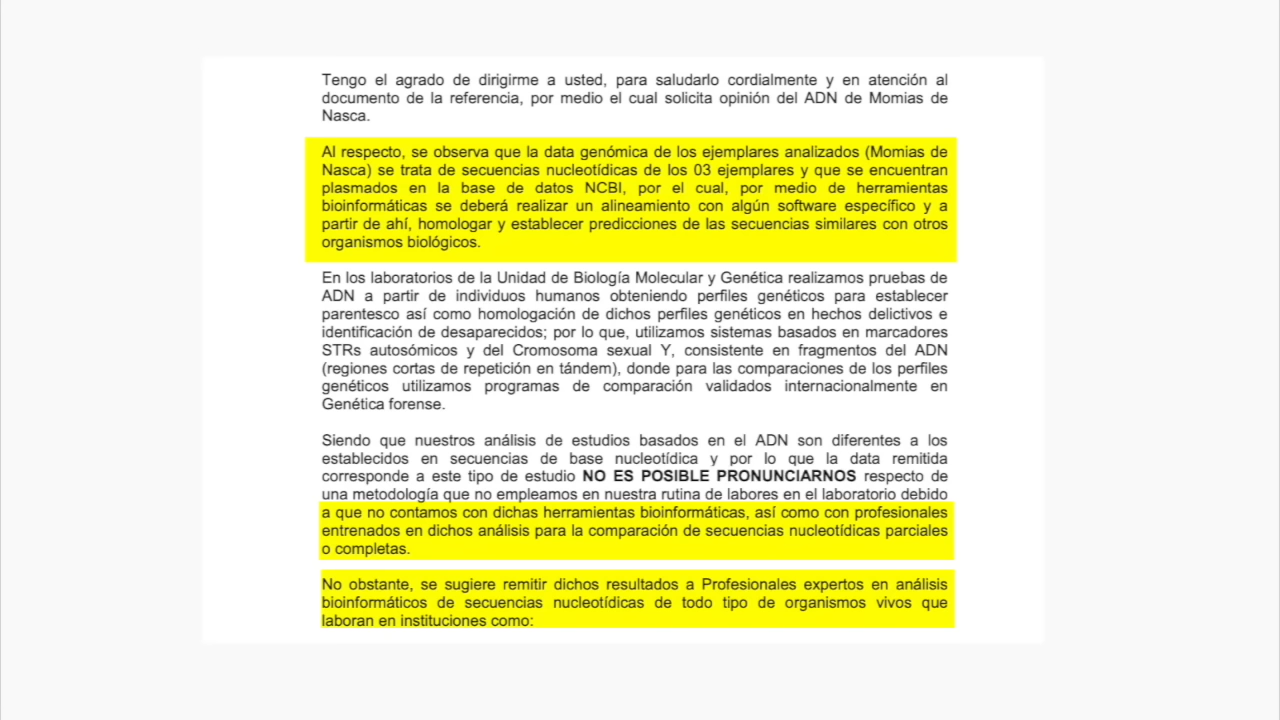 Tengo el agrado de dirigirme a usted, para saludarlo cordialmente y en atención al
documento de la referencia, por medio el cual solicita opinión del ADN de Momias de
Nasca.
Al respecto, se observa que la data genómica de los ejemplares analizados (Momias de
Nasca) se trata de secuencias nucleotídicas de los 03 ejemplares y que se encuentran
plasmados en la base de datos NCBI, por el cual, por medio de herramientas
bioinformáticas se deberá realizar un alineamiento con algún software específico y a
partir de ahí, homologar y establecer predicciones de las secuencias similares con otros
organismos biológicos.
En los laboratorios de la Unidad de Biología Molecular y Genética realizamos pruebas de
ADN a partir de individuos humanos obteniendo perfiles genéticos para establecer
parentesco así como homologación de dichos perfiles genéticos en hechos delictivos e
identificación de desaparecidos; por lo que, utilizamos sistemas basados en marcadores
STRs autosómicos y del Cromosoma sexual Y, consistente en fragmentos del ADN
(regiones cortas de repetición en tándem), donde para las comparaciones de los perfiles
genéticos utilizamos programas de comparación validados internacionalmente en
Genética forense.
Siendo que nuestros análisis de estudios basados en el ADN son diferentes a los
establecidos en secuencias de base nucleotídica y por lo que la data remitida
corresponde a este tipo de estudio NO ES POSIBLE PRONUNCIARNOS respecto de
una metodología que no empleamos en nuestra rutina de labores en el laboratorio debido
a que no contamos con dichas herramientas bioinformáticas, así como con profesionales
entrenados en dichos análisis para la comparación de secuencias nucleotídicas parciales
o completas.
No obstante, se sugiere remitir dichos resultados a Profesionales expertos en análisis
bioinformáticos de secuencias nucleotídicas de todo tipo de organismos vivos que
laboran en instituciones como: